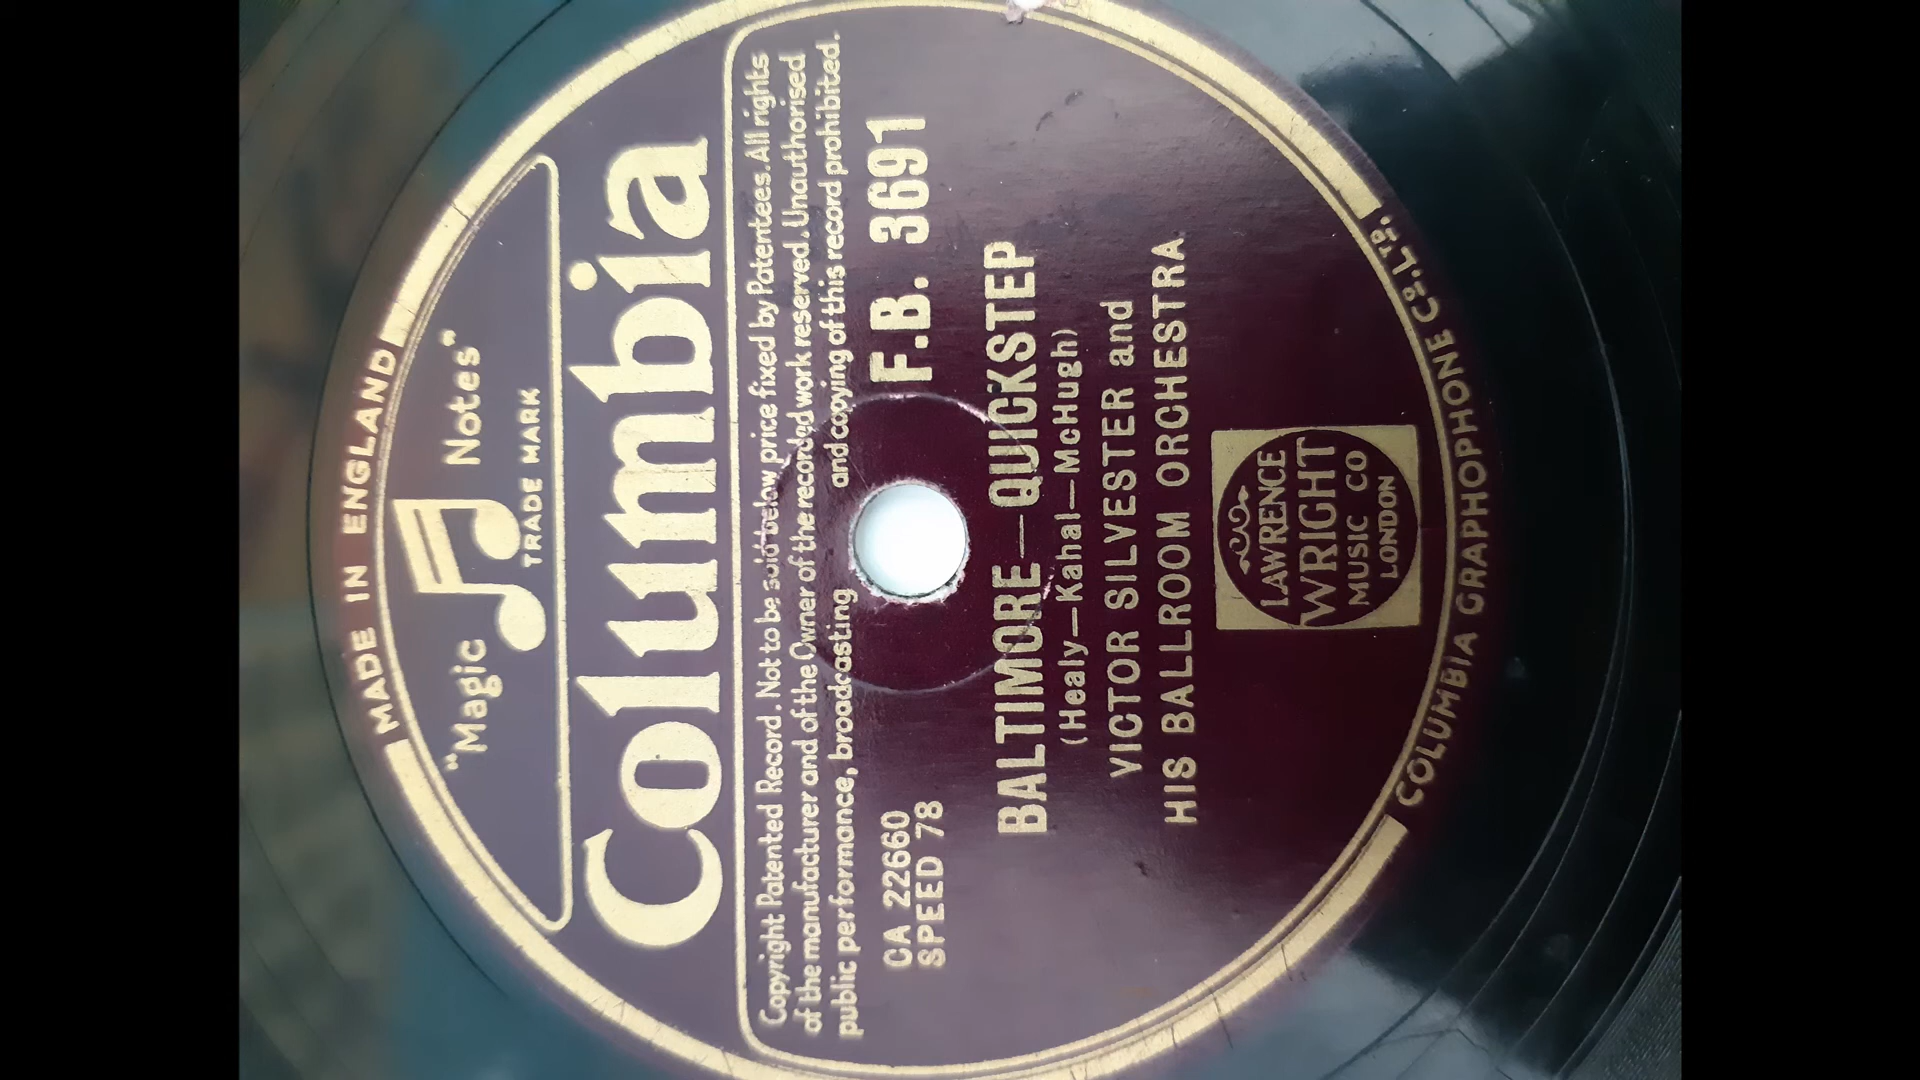 MADE IN ENGLAND
"Magic Notes"
TRADE MARK
Columbia
Copyright Patented Record. Not to be sold below price fixed by Patentees. All rights
of the manufacturer and of the Owner of the recorded work reserved. Unauthorised
public performance, broadcasting and copying of this record prohibited.
CA 22660
SPEED 78
F.B. 3691
BALTIMORE—QUICKSTEP
(Healy—Kahal—McHugh)
VICTOR SILVESTER and
HIS BALLROOM ORCHESTRA
LAWRENCE
WRIGHT
MUSIC CO
LONDON
COLUMBIA GRAPHOPHONE CO. LTD.